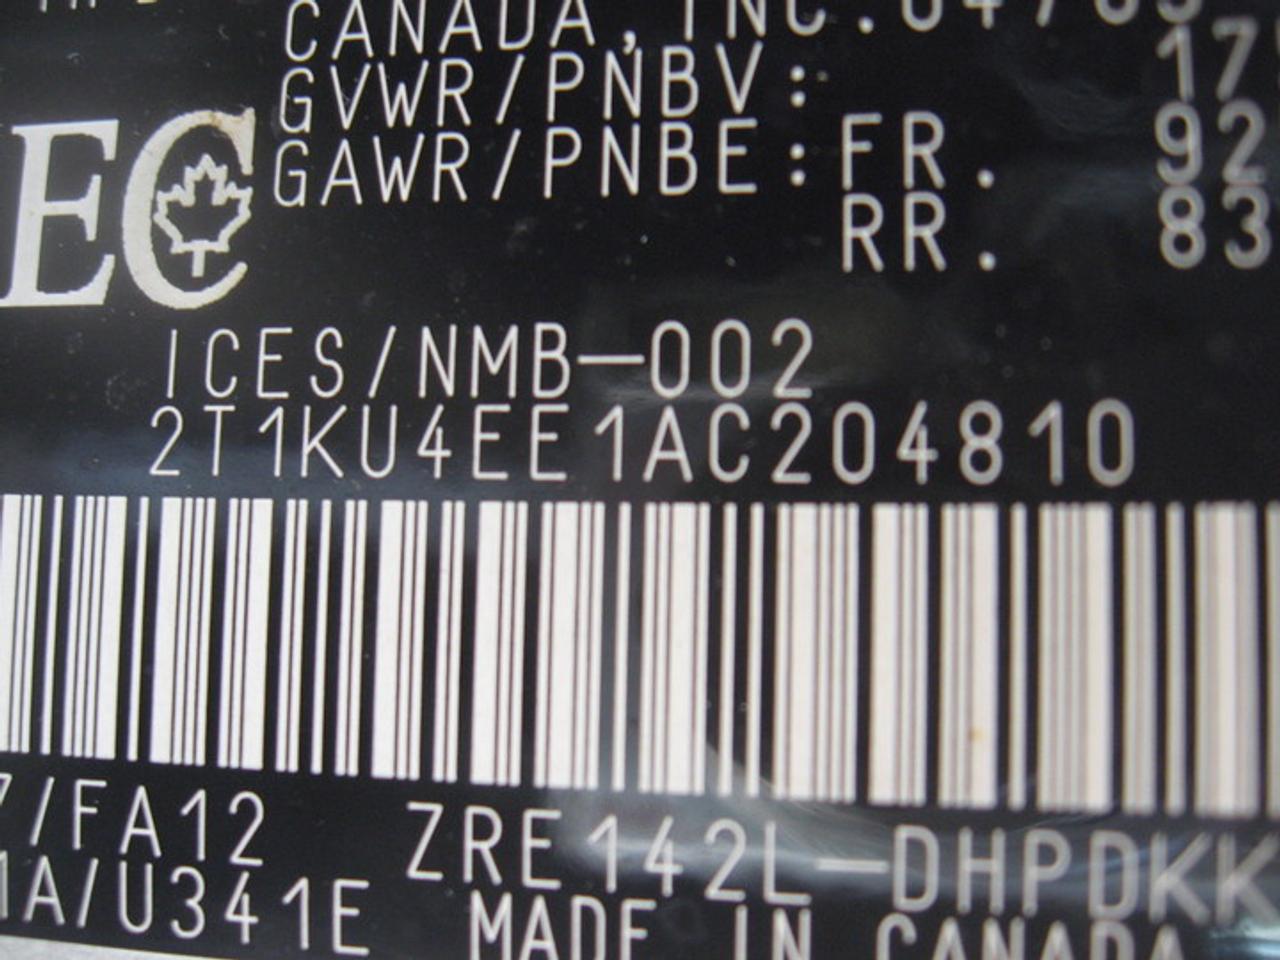 CANADA, INC.
GVWR/PNBV: 17
EC GAWR/PNBE:FR. 92
RR. 83
ICES/NMB-002
2T1KU4EE1AC204810
/FA12 ZRE142L-DHPDKK
A/U341E MADE IN CANADA